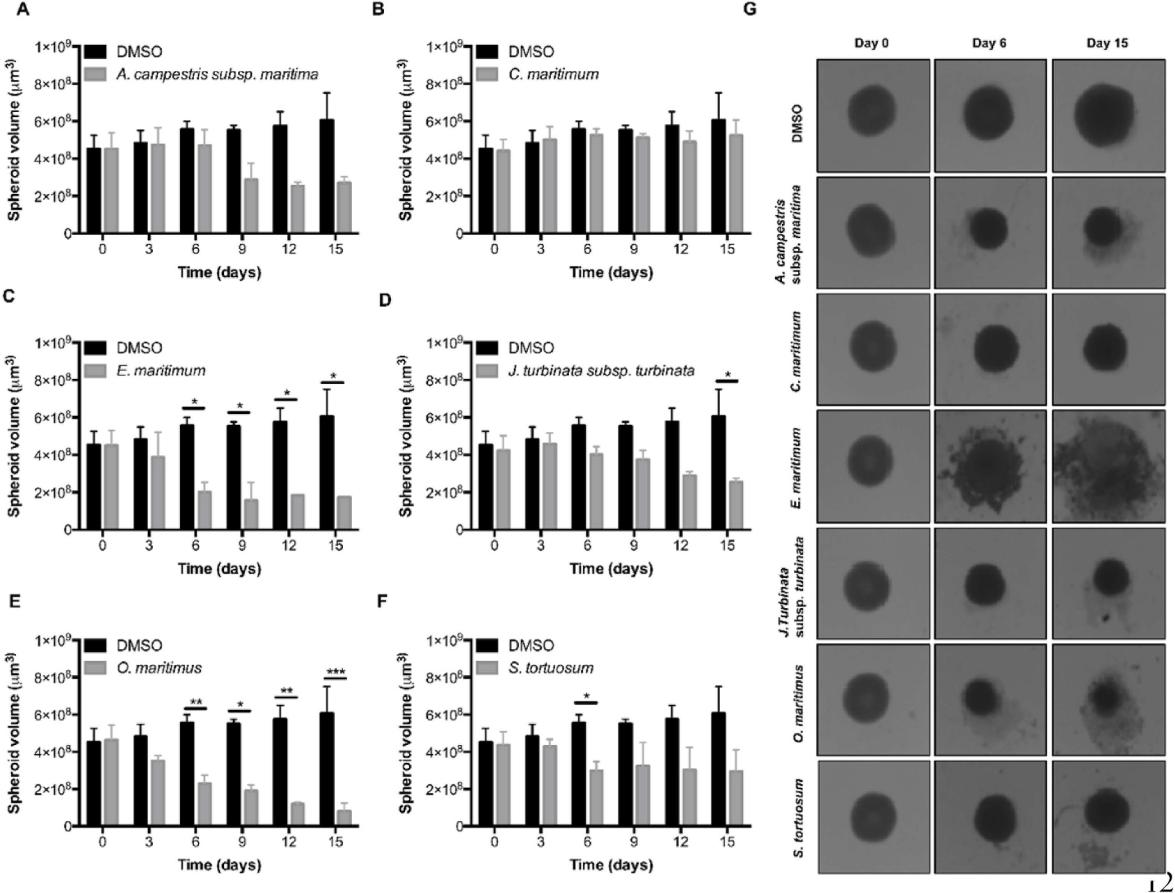 A
DMSO
A. campestris subsp. maritima
Spheroid volume (μm³)
1×10⁹
8×10⁸
6×10⁸
4×10⁸
2×10⁸
0
0 3 6 9 12 15
Time (days)
B
DMSO
C. maritimum
Spheroid volume (μm³)
1×10⁹
8×10⁸
6×10⁸
4×10⁸
2×10⁸
0
0 3 6 9 12 15
Time (days)
C
DMSO
E. maritimum
Spheroid volume (μm³)
1×10⁹
8×10⁸
6×10⁸
4×10⁸
2×10⁸
0
* * * *
0 3 6 9 12 15
Time (days)
D
DMSO
J. turbinata subsp. turbinata
Spheroid volume (μm³)
1×10⁹
8×10⁸
6×10⁸
4×10⁸
2×10⁸
0
*
0 3 6 9 12 15
Time (days)
E
DMSO
O. maritimus
Spheroid volume (μm³)
1×10⁹
8×10⁸
6×10⁸
4×10⁸
2×10⁸
0
** * ** ***
0 3 6 9 12 15
Time (days)
F
DMSO
S. tortuosum
Spheroid volume (μm³)
1×10⁹
8×10⁸
6×10⁸
4×10⁸
2×10⁸
0
*
0 3 6 9 12 15
Time (days)
G
Day 0 Day 6 Day 15
DMSO
A. campestris
subsp. maritima
C. maritimum
E. maritimum
J.Turbinata
subsp. turbinata
O. maritimus
S. tortuosum
12